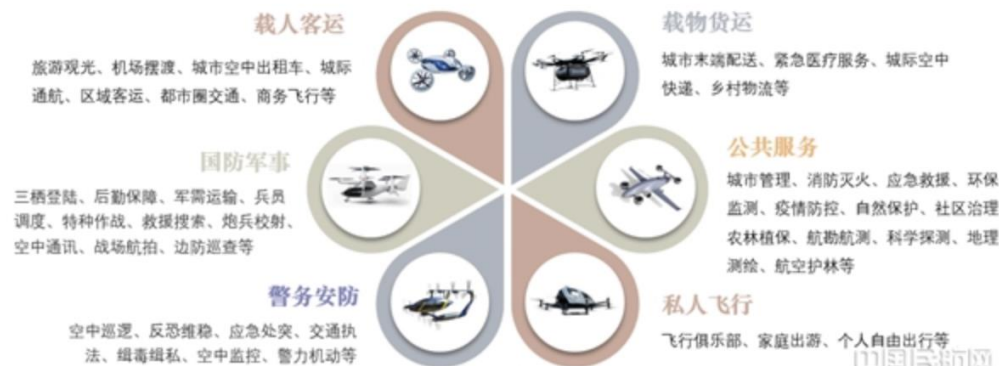 载人客运
旅游观光、机场摆渡、城市空中出租车、城际
通航、区域客运、都市圈交通、商务飞行等
载物货运
城市末端配送、紧急医疗服务、城际空中
快递、乡村物流等
国防军事
三栖登陆、后勤保障、军需运输、兵员
调度、特种作战、救援搜索、炮兵校射、
空中通讯、战场航拍、边防巡查等
公共服务
城市管理、消防灭火、应急救援、环保
监测、疫情防控、自然保护、社区治理
农林植保、航勘航测、科学探测、地理
测绘、航空护林等
警务安防
空中巡逻、反恐维稳、应急处突、交通执
法、缉毒缉私、空中监控、警力机动等
私人飞行
飞行俱乐部、家庭出游、个人自由出行等
中国民航网